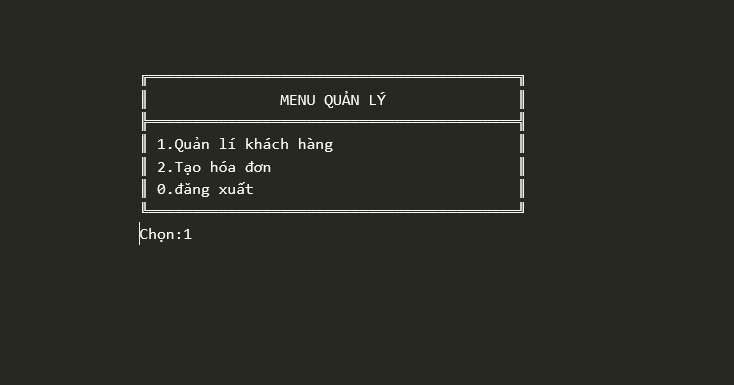 MENU QUẢN LÝ
1.Quản lí khách hàng
2.Tạo hóa đơn
0.đăng xuất
Chọn:1